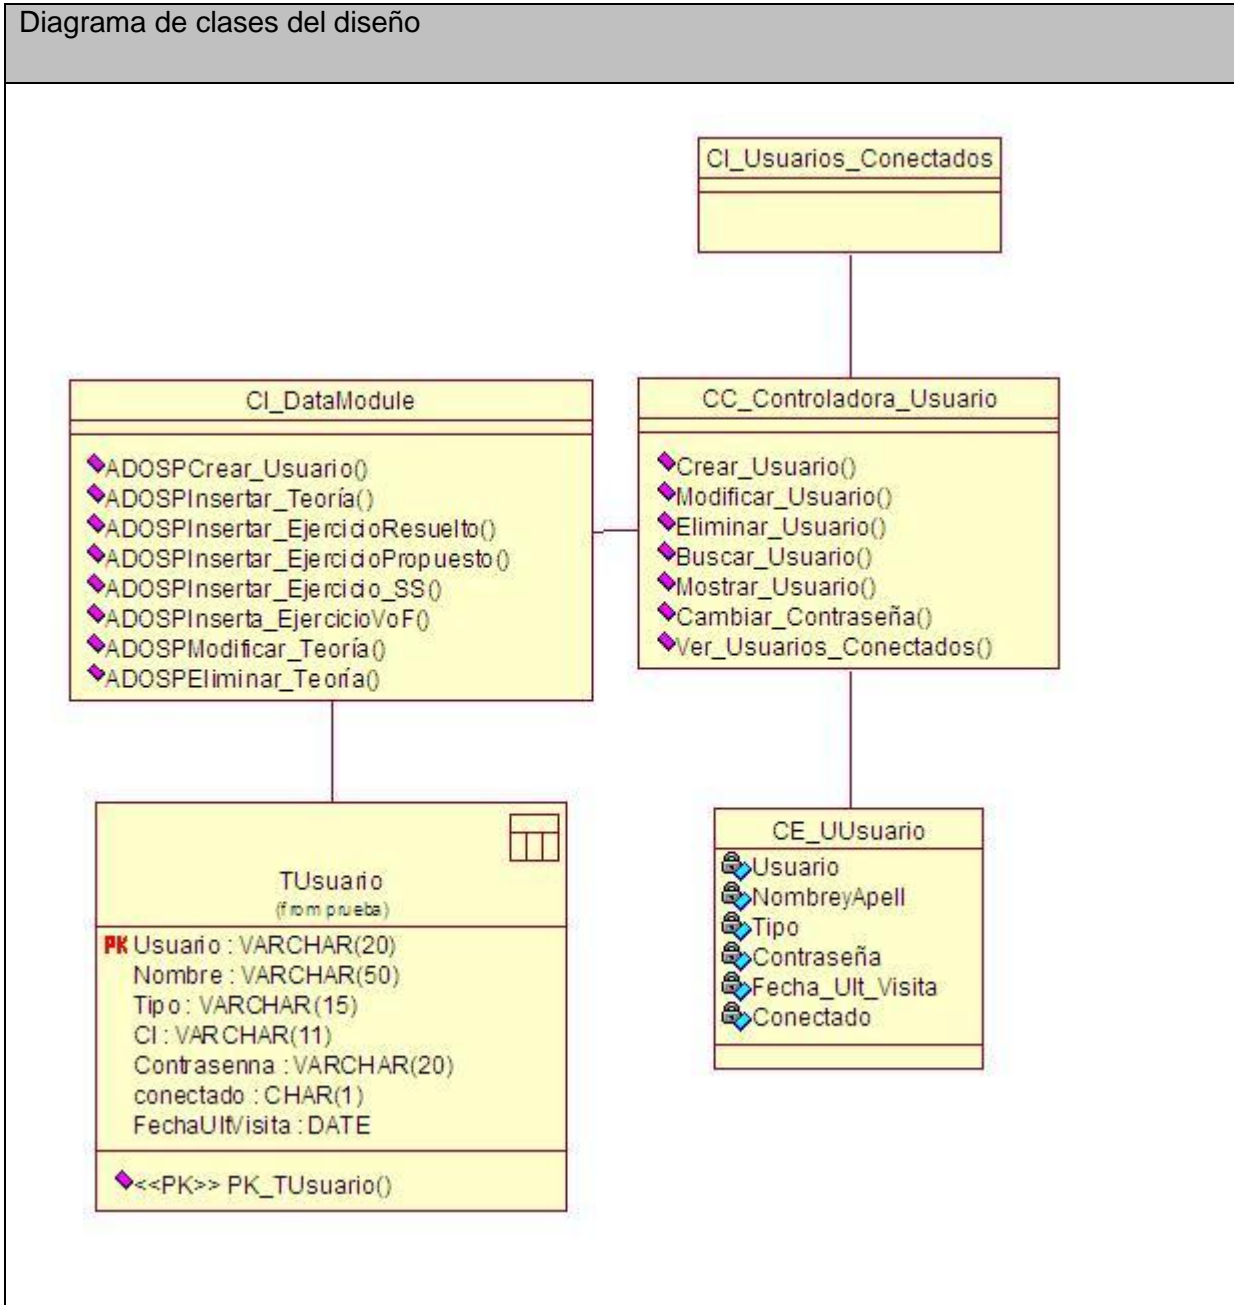 Diagrama de clases del diseño
CI_Usuarios_Conectados
CI_DataModule
ADOSPCrear_Usuario()
ADOSPInsertar_Teoría()
ADOSPInsertar_EjercicioResuelto()
ADOSPInsertar_EjercicioPropuesto()
ADOSPInsertar_Ejercicio_SS()
ADOSPInserta_EjercicioVoF()
ADOSPModificar_Teoría()
ADOSPEliminar_Teoría()
CC_Controladora_Usuario
Crear_Usuario()
Modificar_Usuario()
Eliminar_Usuario()
Buscar_Usuario()
Mostrar_Usuario()
Cambiar_Contraseña()
Ver_Usuarios_Conectados()
TUsuario
(from prueba)
PK Usuario : VARCHAR(20)
Nombre : VARCHAR(50)
Tipo : VARCHAR(15)
CI : VARCHAR(11)
Contrasenna : VARCHAR(20)
conectado : CHAR(1)
FechaUltVisita : DATE
<<PK>> PK_TUsuario()
CE_UUsuario
Usuario
NombreyApell
Tipo
Contraseña
Fecha_Ult_Visita
Conectado